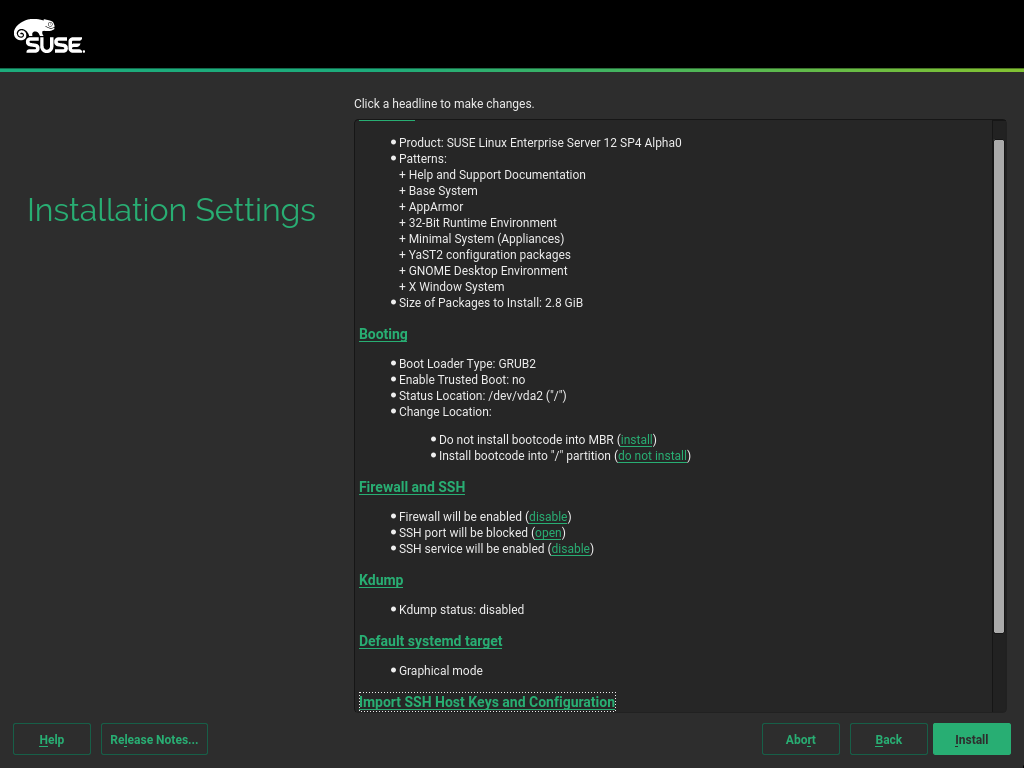 SUSE.
Click a headline to make changes.
Product: SUSE Linux Enterprise Server 12 SP4 Alpha0
Patterns:
+ Help and Support Documentation
+ Base System
+ AppArmor
+ 32-Bit Runtime Environment
+ Minimal System (Appliances)
+ YaST2 configuration packages
+ GNOME Desktop Environment
+ X Window System
Size of Packages to Install: 2.8 GiB
Installation Settings
Booting
Boot Loader Type: GRUB2
Enable Trusted Boot: no
Status Location: /dev/vda2 ("/")
Change Location:
Do not install bootcode into MBR (install)
Install bootcode into "/" partition (do not install)
Firewall and SSH
Firewall will be enabled (disable)
SSH port will be blocked (open)
SSH service will be enabled (disable)
Kdump
Kdump status: disabled
Default systemd target
Graphical mode
Import SSH Host Keys and Configuration
Help
Release Notes...
Abort
Back
Install